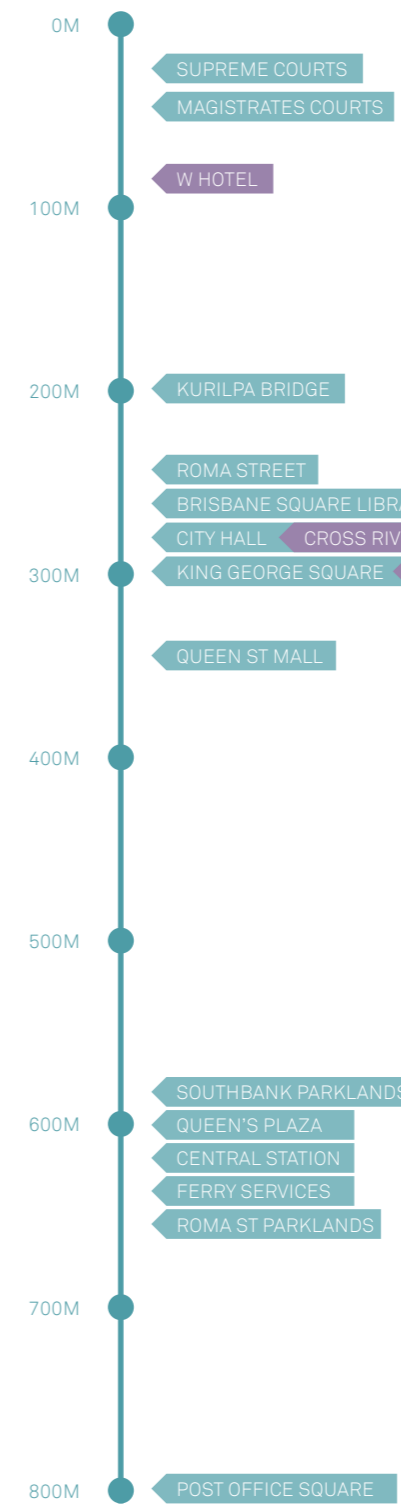 0M
SUPREME COURTS
MAGISTRATES COURTS
W HOTEL
100M
200M
KURILPA BRIDGE
ROMA STREET
BRISBANE SQUARE
CITY HALL CROSS
300M
KING GEORGE SQUARE
QUEEN ST MALL
400M
500M
SOUTHBANK PARKLANDS
600M
QUEEN'S PLAZA
CENTRAL STATION
FERRY SERVICES
ROMA ST PARKLANDS
700M
800M
POST OFFICE SQUARE